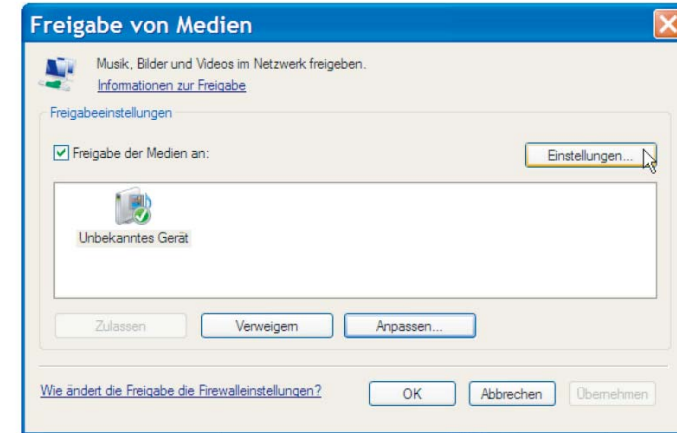 Freigabe von Medien
Musik, Bilder und Videos im Netzwerk freigeben.
Informationen zur Freigabe
Freigabeeinstellungen
Freigabe der Medien an:
Einstellungen...
Unbekanntes Gerät
Zulassen Verweigern Anpassen...
Wie ändert die Freigabe die Firewalleinstellungen? OK Abbrechen Übernehmen